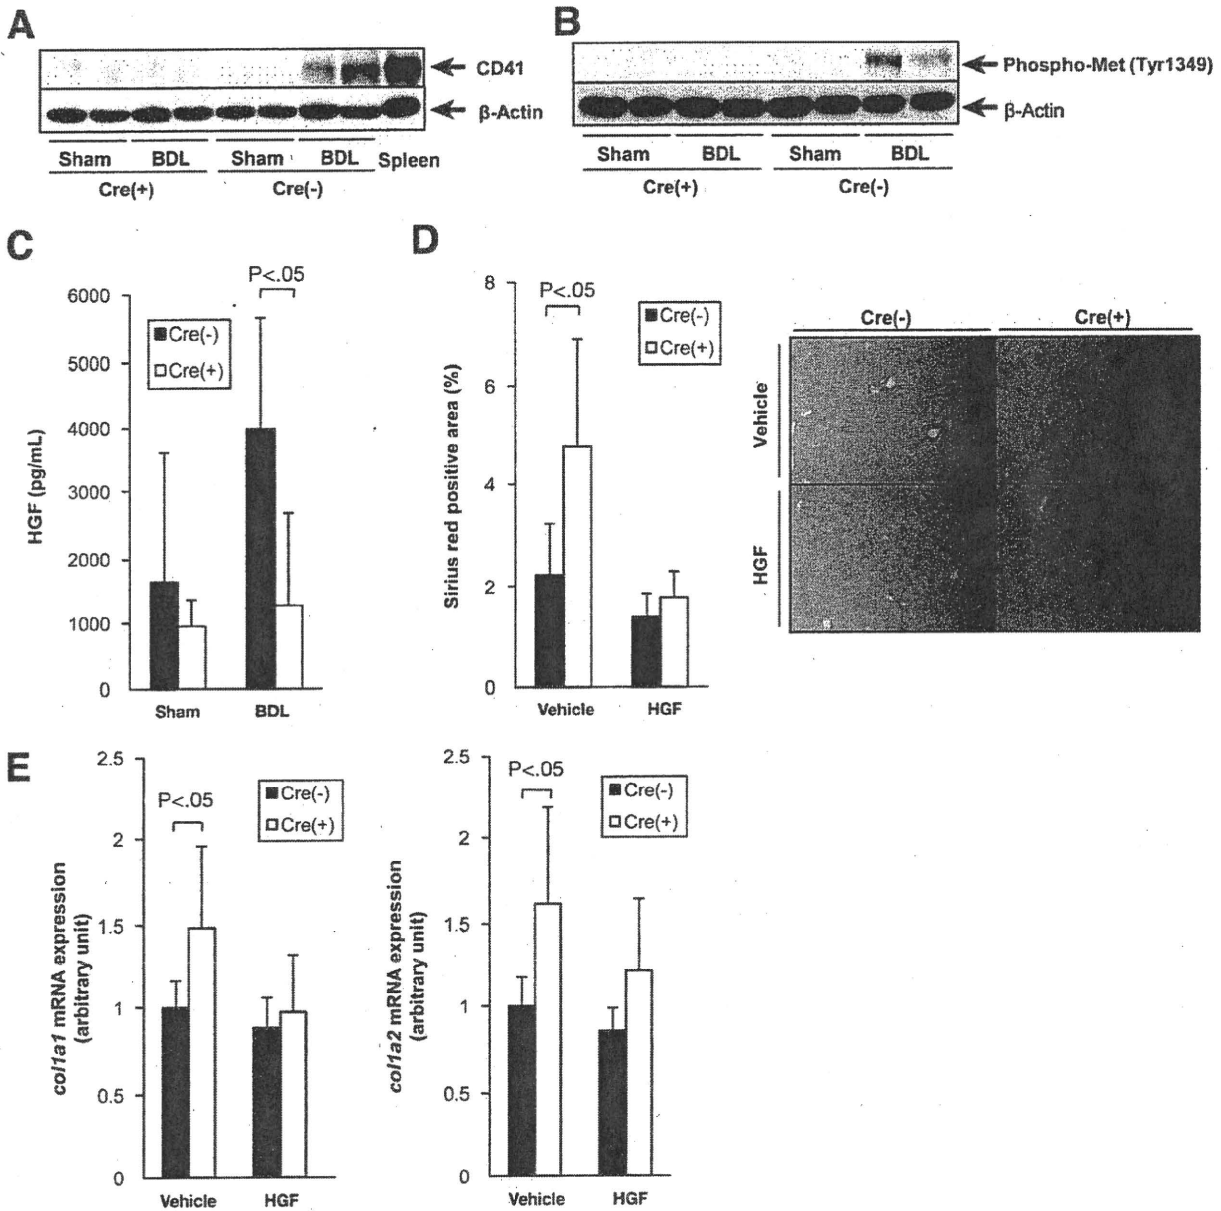 A
CD41
β-Actin
Sham BDL Sham BDL Spleen
Cre(+) Cre(-)
B
Phospho-Met (Tyr1349)
β-Actin
Sham BDL Sham BDL
Cre(+) Cre(-)
C
P<.05
6000
5000
4000
3000
2000
1000
0
HGF (pg/mL)
Cre(-)
Cre(+)
Sham BDL
D
P<.05
8
6
4
2
0
Sirius red positive area (%)
Cre(-)
Cre(+)
Vehicle HGF
Cre(-) Cre(+)
Vehicle
HGF
E
P<.05
2.5
2
1.5
1
0.5
0
col1a1 mRNA expression
(arbitrary unit)
Cre(-)
Cre(+)
Vehicle HGF
P<.05
2.5
2
1.5
1
0.5
0
col1a2 mRNA expression
(arbitrary unit)
Cre(-)
Cre(+)
Vehicle HGF